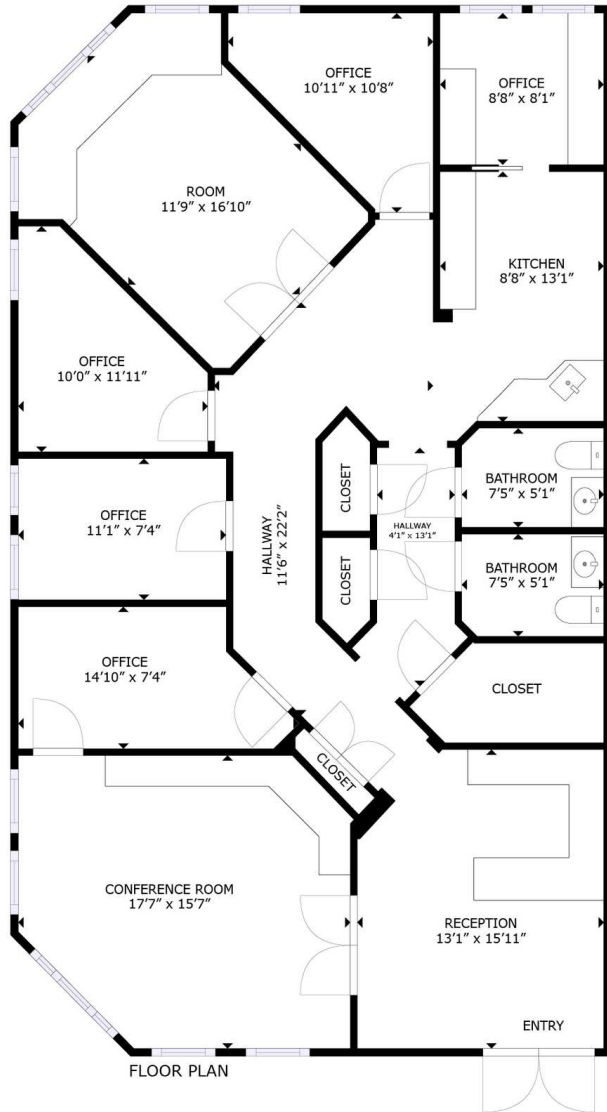 OFFICE
10'11" x 10'8"
OFFICE
8'8" x 8'1"
ROOM
11'9" x 16'10"
KITCHEN
8'8" x 13'1"
OFFICE
10'0" x 11'11"
CLOSET
BATHROOM
7'5" x 5'1"
HALLWAY
4'1" x 13'1"
OFFICE
11'1" x 7'4"
HALLWAY
11'6" x 22'2"
CLOSET
BATHROOM
7'5" x 5'1"
OFFICE
14'10" x 7'4"
CLOSET
CLOSET
CONFERENCE ROOM
17'7" x 15'7"
RECEPTION
13'1" x 15'11"
ENTRY
FLOOR PLAN